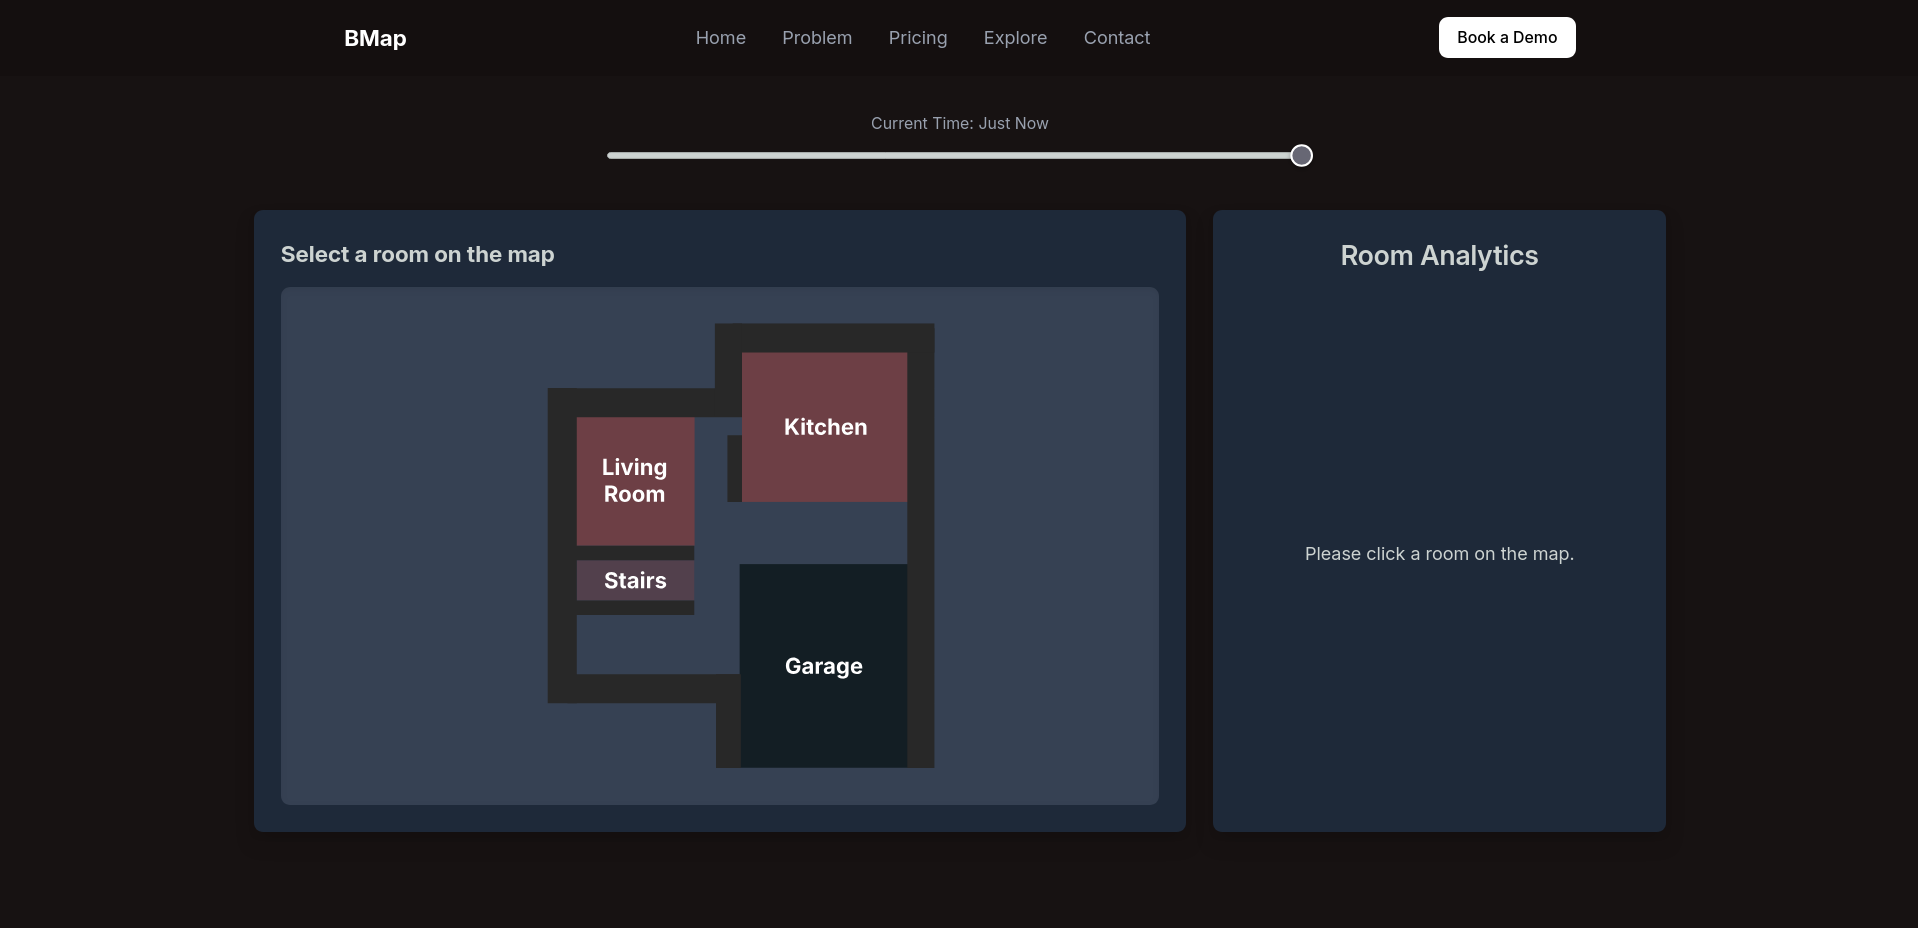 BMap
Home
Problem
Pricing
Explore
Contact
Book a Demo
Current Time: Just Now
Select a room on the map
Kitchen
Living
Room
Stairs
Garage
Room Analytics
Please click a room on the map.